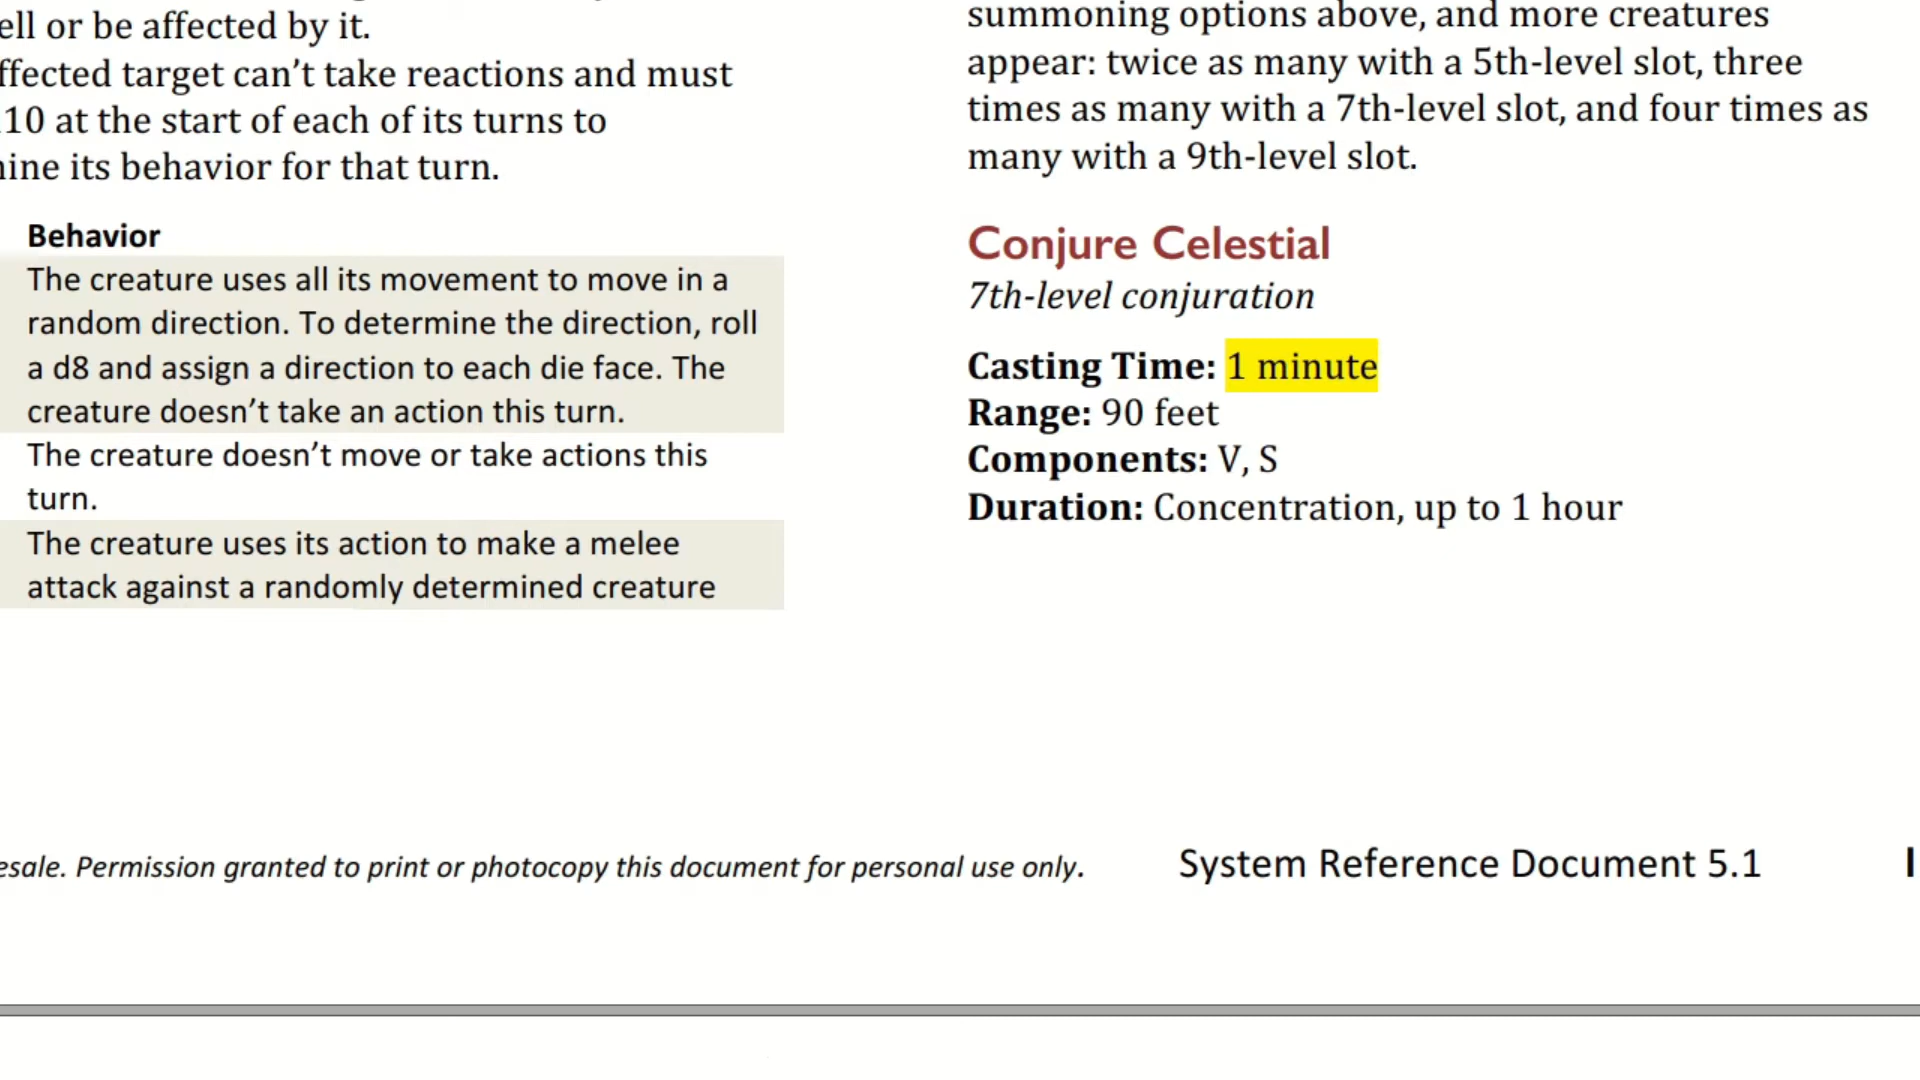 ell or be affected by it.
ffected target can't take reactions and must
10 at the start of each of its turns to
ine its behavior for that turn.
Behavior
The creature uses all its movement to move in a
random direction. To determine the direction, roll
a d8 and assign a direction to each die face. The
creature doesn't take an action this turn.
The creature doesn't move or take actions this
turn.
The creature uses its action to make a melee
attack against a randomly determined creature
summoning options above, and more creatures
appear: twice as many with a 5th-level slot, three
times as many with a 7th-level slot, and four times as
many with a 9th-level slot.
Conjure Celestial
7th-level conjuration
Casting Time: 1 minute
Range: 90 feet
Components: V, S
Duration: Concentration, up to 1 hour
esale. Permission granted to print or photocopy this document for personal use only.
System Reference Document 5.1